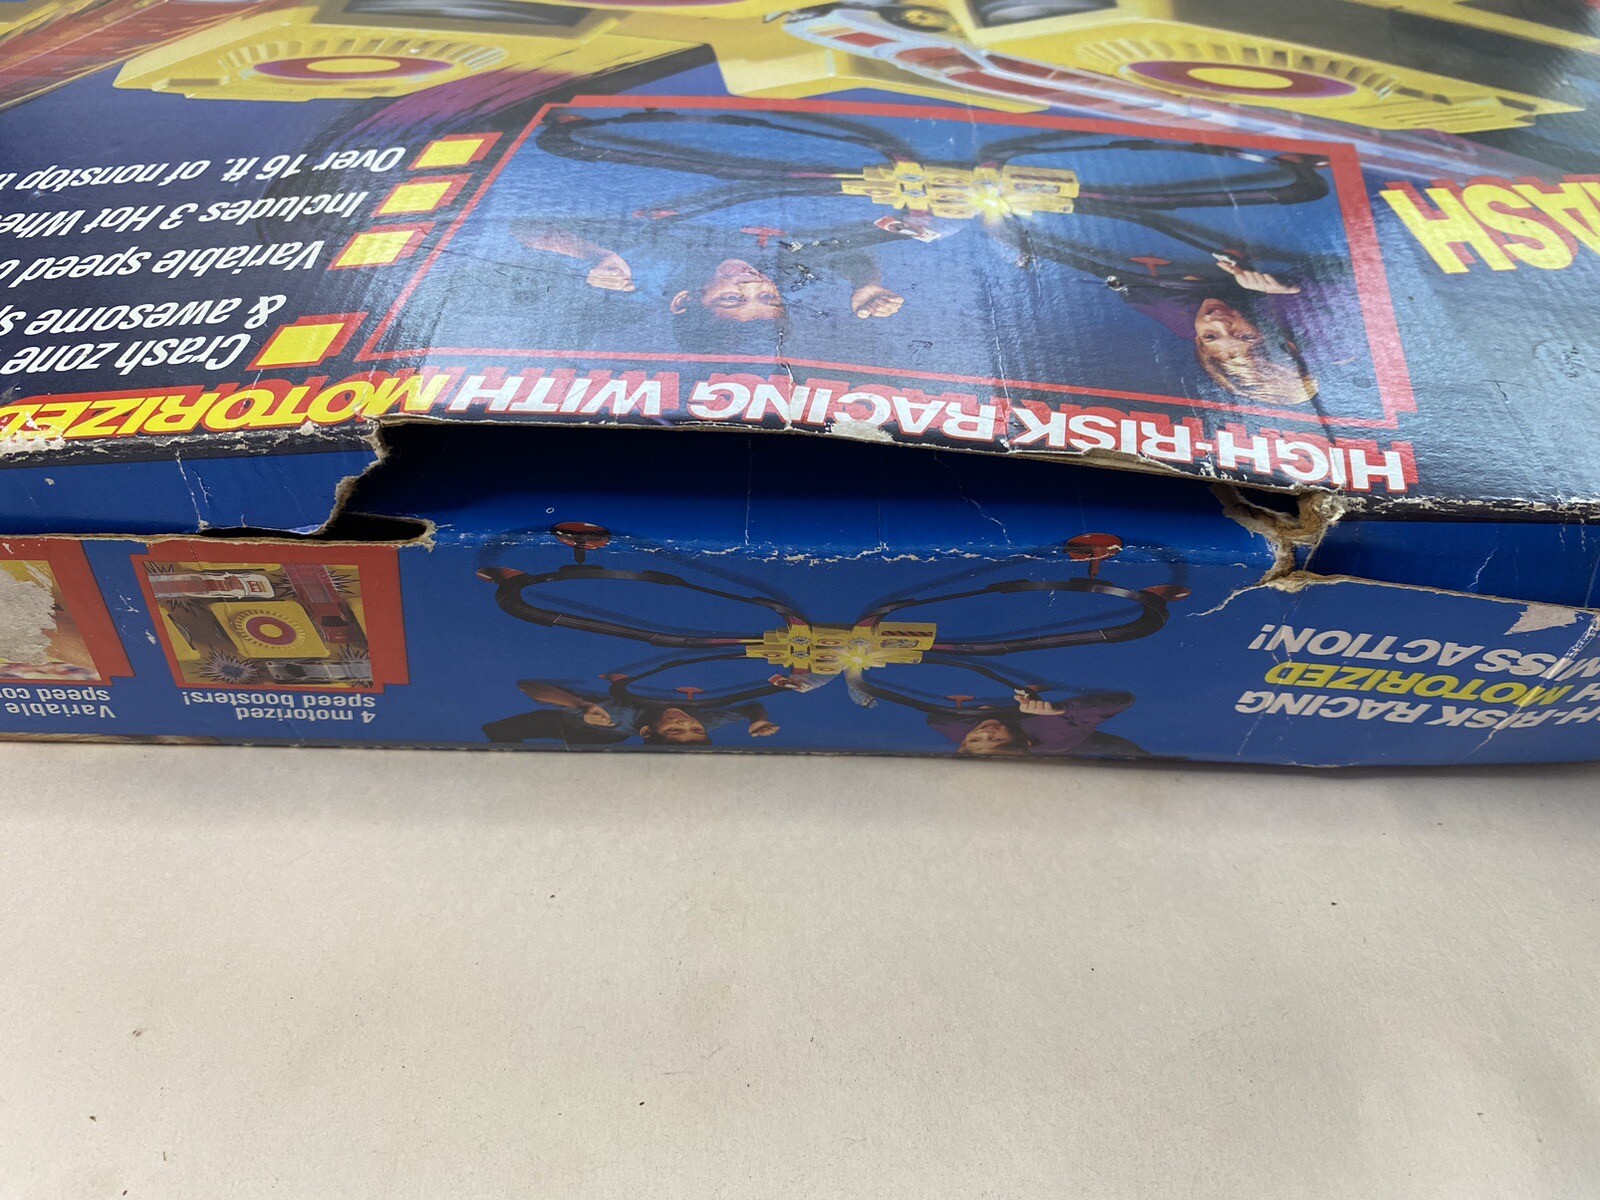 ASH
HIGH-RISK RACING WITH MOTORIZED
Crash zone
& awesome
Variable speed
Includes 3 Hot Whe
Over 16 ft. of nonstop
H-RISK RACING
H MOTORIZED
MISS ACTION!
4 motorized
speed boosters!
Variable
speed co